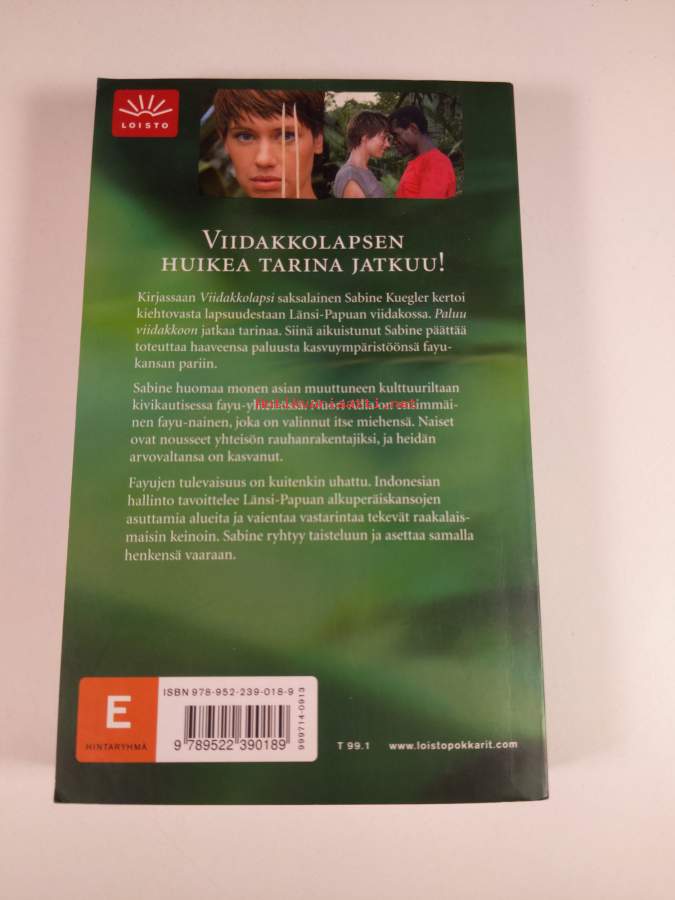 LOISTO
VIIDAKKOLAPSEN
HUIKEA TARINA JATKUU!
Kirjassaan Viidakkolapsi saksalainen Sabine Kuegler kertoi
kiehtovasta lapsuudestaan Länsi-Papuan viidakossa. Paluu
viidakkoon jatkaa tarinaa. Siinä aikuistunut Sabine päättää
toteuttaa haaveensa paluusta kasvuympäristöönsä fayu-
kansan pariin.
Sabine huomaa monen asian muuttuneen kulttuuriltaan
kivikautisessa on ensimmäi-
nen fayu-nainen, joka on valinnut itse miehensä. Naiset
ovat nousseet yhteisön rauhanrakentajiksi, ja heidän
arvovaltansa on kasvanut.
Fayujen tulevaisuus on kuitenkin uhattu. Indonesian
hallinto tavoittelee Länsi-Papuan alkuperäiskansojen
asuttamia alueita ja vaientaa vastarintaa tekevät raakalais-
maisin keinoin. Sabine ryhtyy taisteluun ja asettaa samalla
henkensä vaaraan.
E
HINTARYHMÄ
ISBN 978-952-239-018-9
9 789522 390189
999714-0913
T 99.1 www.loistopokkarit.com